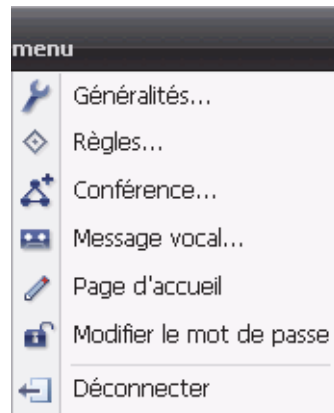 menu
Généralités...
Règles...
Conférence...
Message vocal...
Page d'accueil
Modifier le mot de passe
Déconnecter